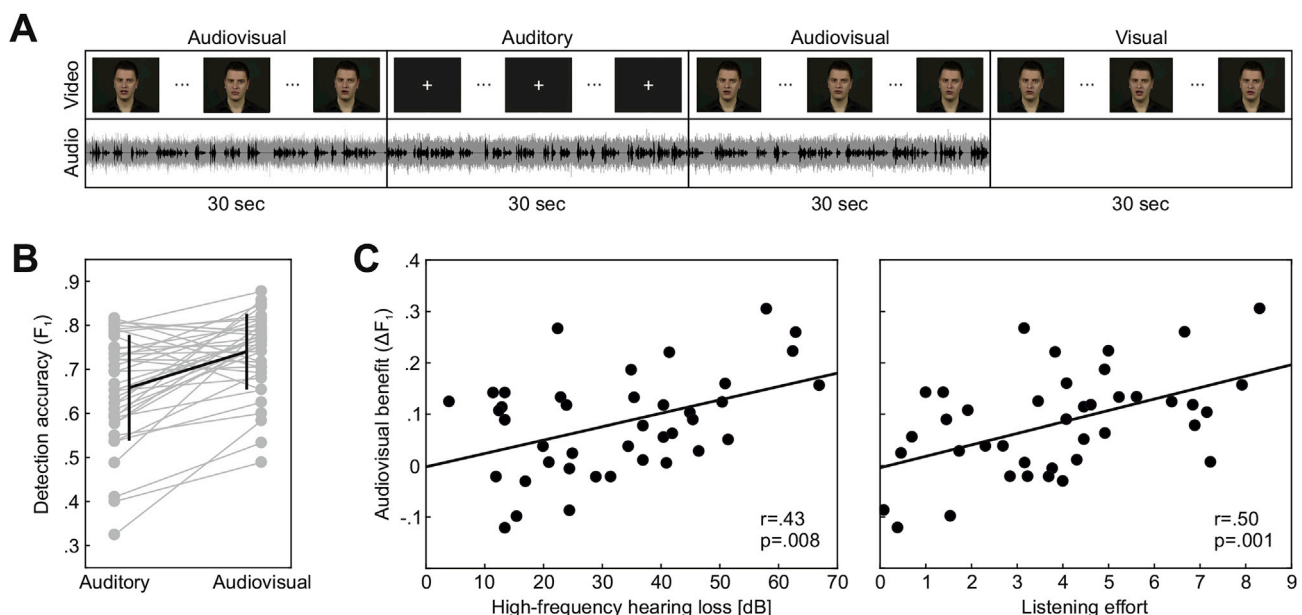 A
Audiovisual Auditory Audiovisual Visual
Video
... ... + ... + ... + ... ... ... ...
Audio
30 sec 30 sec 30 sec 30 sec
B
Detection accuracy (F₁)
.9
.8
.7
.6
.5
.4
.3
Auditory Audiovisual
C
Audiovisual benefit (ΔF₁)
.4
.3
.2
.1
0
-.1
r=.43
p=.008
0 10 20 30 40 50 60 70
High-frequency hearing loss [dB]
r=.50
p=.001
0 1 2 3 4 5 6 7 8 9
Listening effort